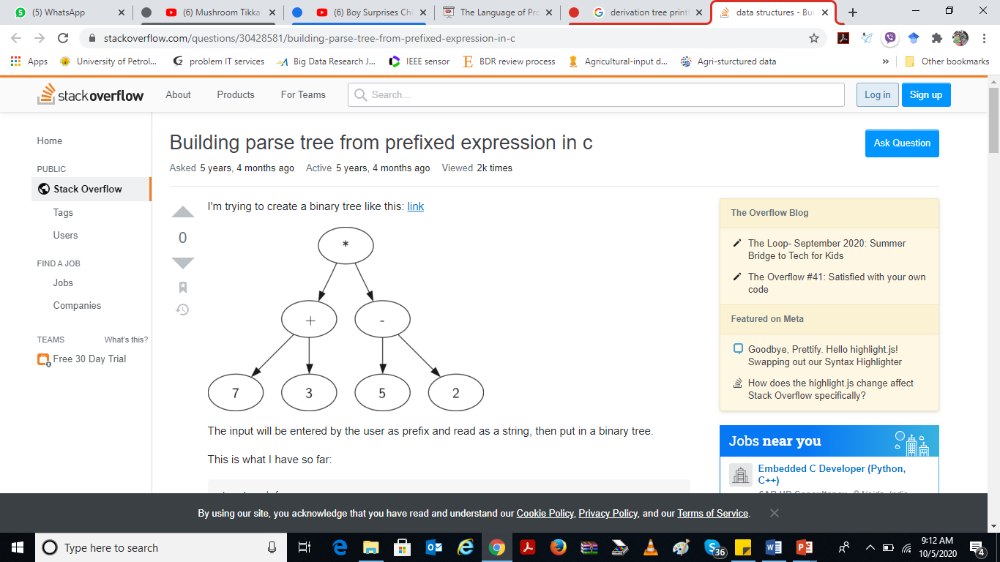 (5) WhatsApp
(6) Mushroom Tikka
(6) Boy Surprises Ch
The Language of Pro
derivation tree print
data structures - Bui
stackoverflow.com/questions/30428581/building-parse-tree-from-prefixed-expression-in-c
Apps
University of Petrol...
problem IT services
Big Data Research J...
IEEE sensor
BDR review process
Agricultural-input d...
Agri-sturctured data
»
Other bookmarks
stack overflow
About
Products
For Teams
Search...
Log in
Sign up
Home
PUBLIC
Stack Overflow
Tags
Users
FIND A JOB
Jobs
Companies
TEAMS
What's this?
Free 30 Day Trial
Building parse tree from prefixed expression in c
Ask Question
Asked 5 years, 4 months ago Active 5 years, 4 months ago Viewed 2k times
0
I'm trying to create a binary tree like this: link
*
+ -
7 3 5 2
The input will be entered by the user as prefix and read as a string, then put in a binary tree.
This is what I have so far:
The Overflow Blog
The Loop- September 2020: Summer
Bridge to Tech for Kids
The Overflow #41: Satisfied with your own
code
Featured on Meta
Goodbye, Prettify. Hello highlight.js!
Swapping out our Syntax Highlighter
How does the highlight.js change affect
Stack Overflow specifically?
Jobs near you
Embedded C Developer (Python,
C++)
By using our site, you acknowledge that you have read and understand our Cookie Policy, Privacy Policy, and our Terms of Service.
Type here to search
36
9:12 AM
10/5/2020
4